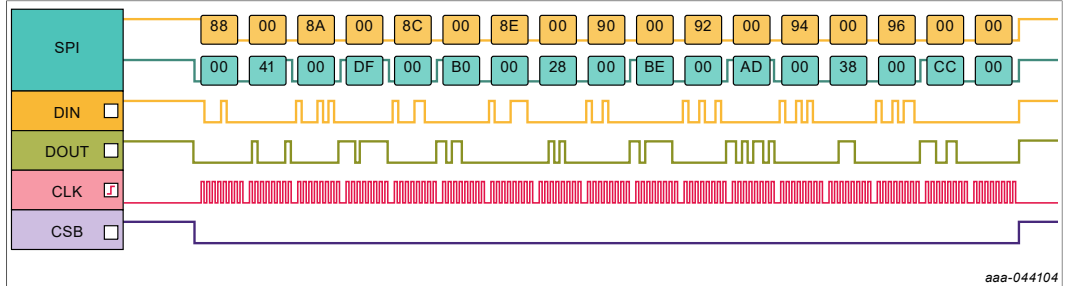 88 00 8A 00 8C 00 8E 00 90 00 92 00 94 00 96 00 00
SPI
00 41 00 DF 00 B0 00 28 00 BE 00 AD 00 38 00 CC 00
DIN
DOUT
CLK
CSB
aaa-044104